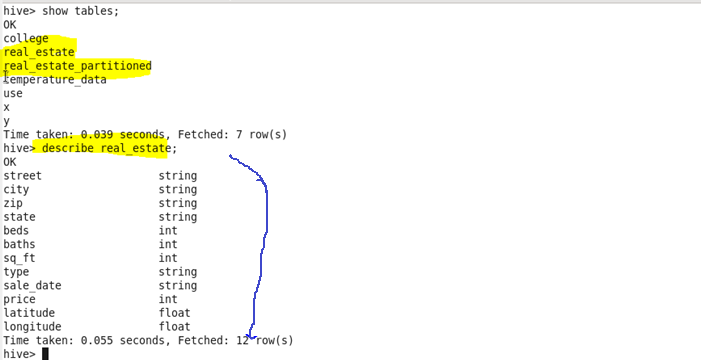 hive> show tables;
OK
college
real_estate
real_estate_partitioned
temperature_data
use
x
y
Time taken: 0.039 seconds, Fetched: 7 row(s)
hive> describe real_estate;
OK
street string
city string
zip string
state string
beds int
baths int
sq_ft int
type string
sale_date string
price int
latitude float
longitude float
Time taken: 0.055 seconds, Fetched: 12 row(s)
hive>